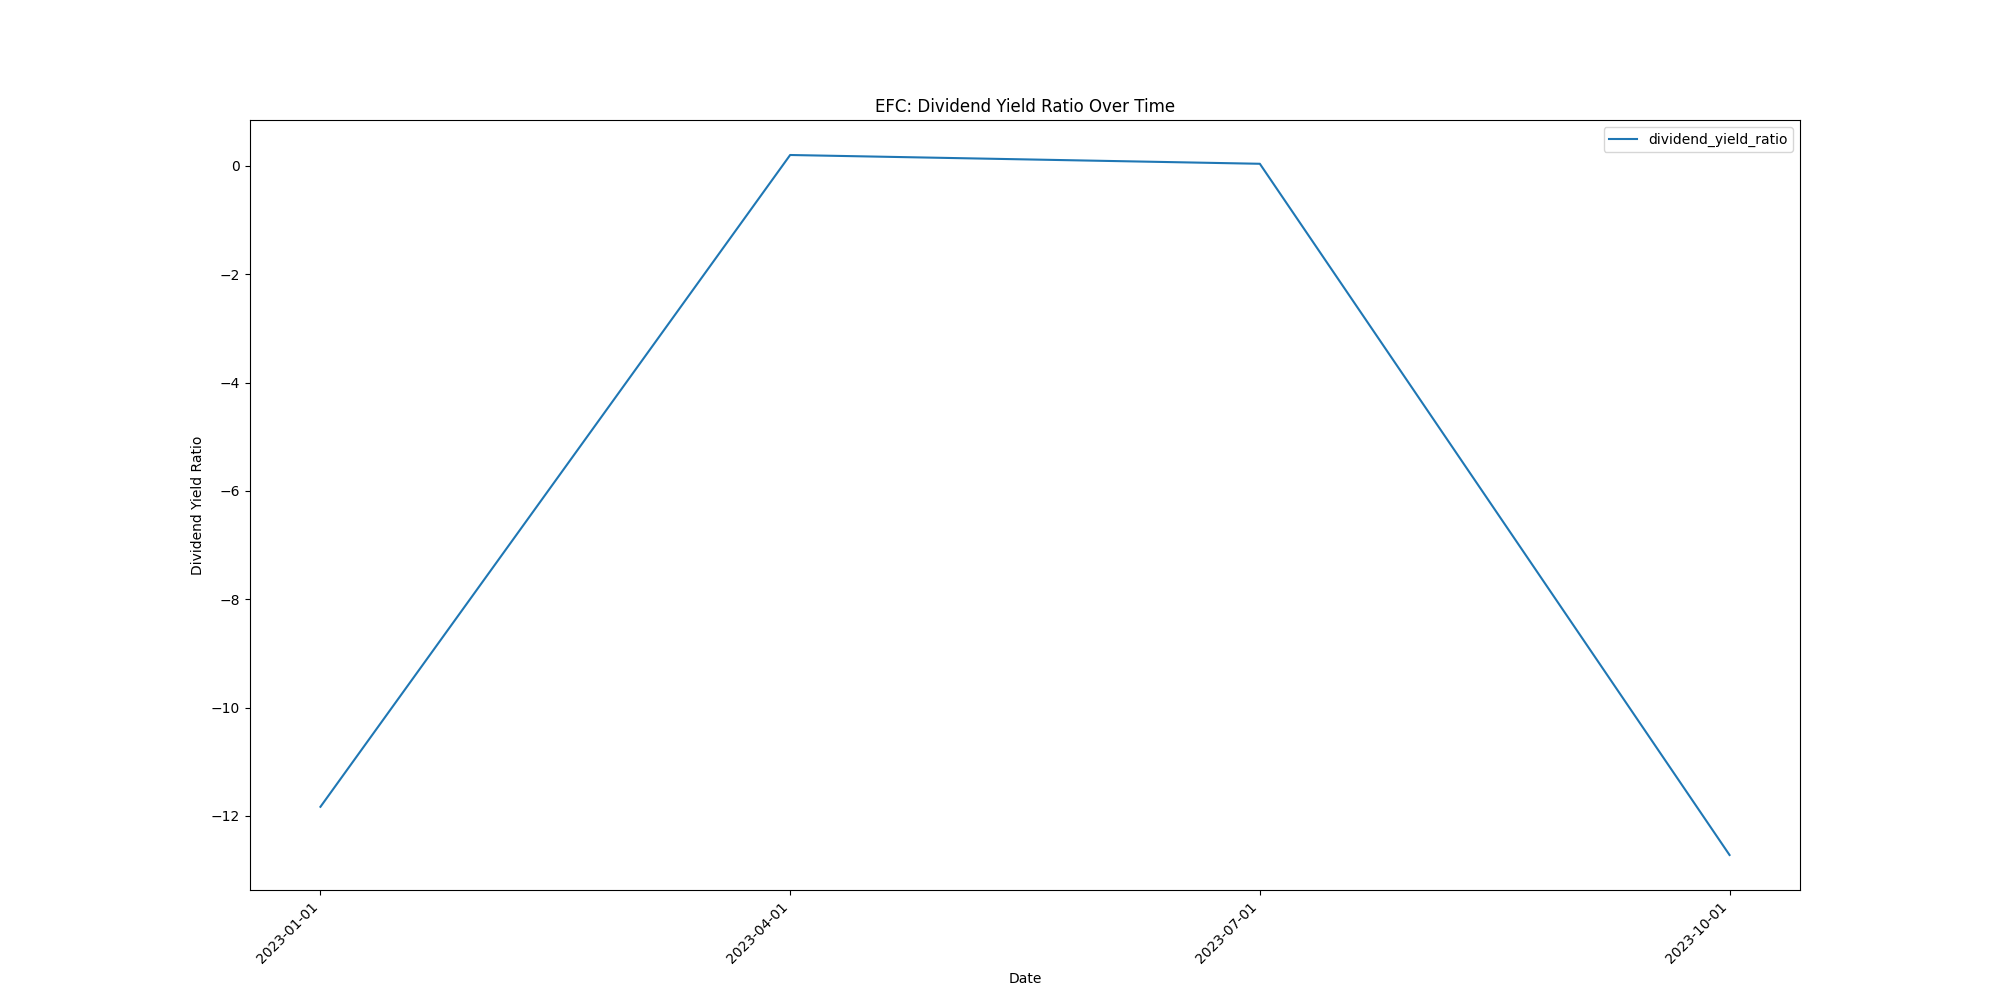 EFC: Dividend Yield Ratio Over Time
dividend_yield_ratio
Dividend Yield Ratio
0
−2
−4
−6
−8
−10
−12
2023-01-01
2023-04-01
2023-07-01
2023-10-01
Date